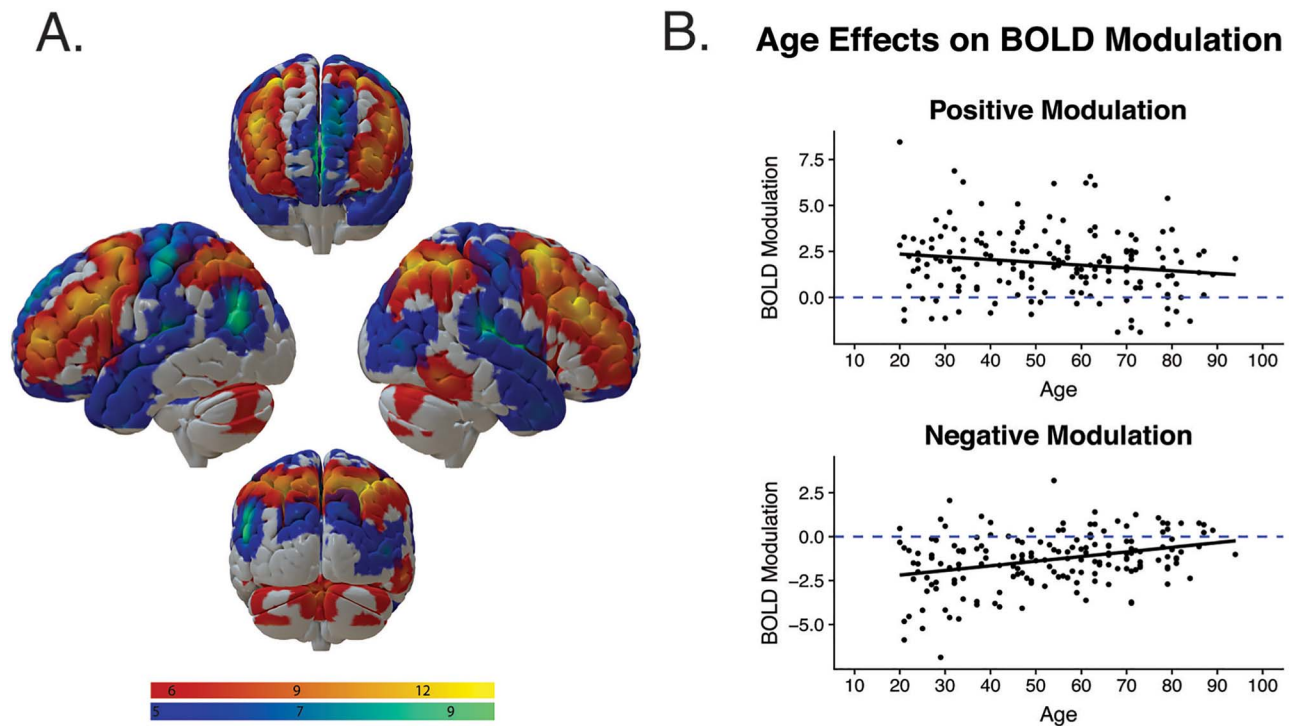 A.
6 9 12
5 7 9
B.
Age Effects on BOLD Modulation
Positive Modulation
BOLD Modulation
7.5
5.0
2.5
0.0
10 20 30 40 50 60 70 80 90 100
Age
Negative Modulation
BOLD Modulation
2.5
0.0
−2.5
−5.0
10 20 30 40 50 60 70 80 90 100
Age